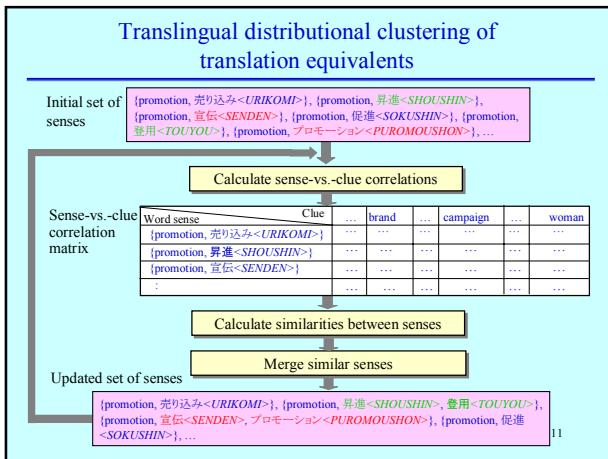 Translingual distributional clustering of
translation equivalents
Initial set of
senses
{promotion, 売り込み<URIKOMI>}, {promotion, 昇進<SHOUSHIN>},
{promotion, 宣伝<SENDEN>}, {promotion, 促進<SOKUSHIN>}, {promotion,
登用<TOUYOU>}, {promotion, プロモーション<PUROMOUSHON>}, …
Calculate sense-vs.-clue correlations
Sense-vs.-clue
correlation
matrix
Word sense Clue … brand … campaign … woman
{promotion, 売り込み<URIKOMI>} … … … … … …
{promotion, 昇進<SHOUSHIN>} … … … … … …
{promotion, 宣伝<SENDEN>} … … … … … …
: … … … … … …
Calculate similarities between senses
Merge similar senses
Updated set of senses
{promotion, 売り込み<URIKOMI>}, {promotion, 昇進<SHOUSHIN>, 登用<TOUYOU>},
{promotion, 宣伝<SENDEN>, プロモーション<PUROMOUSHON>}, {promotion, 促進
<SOKUSHIN>}, …
11